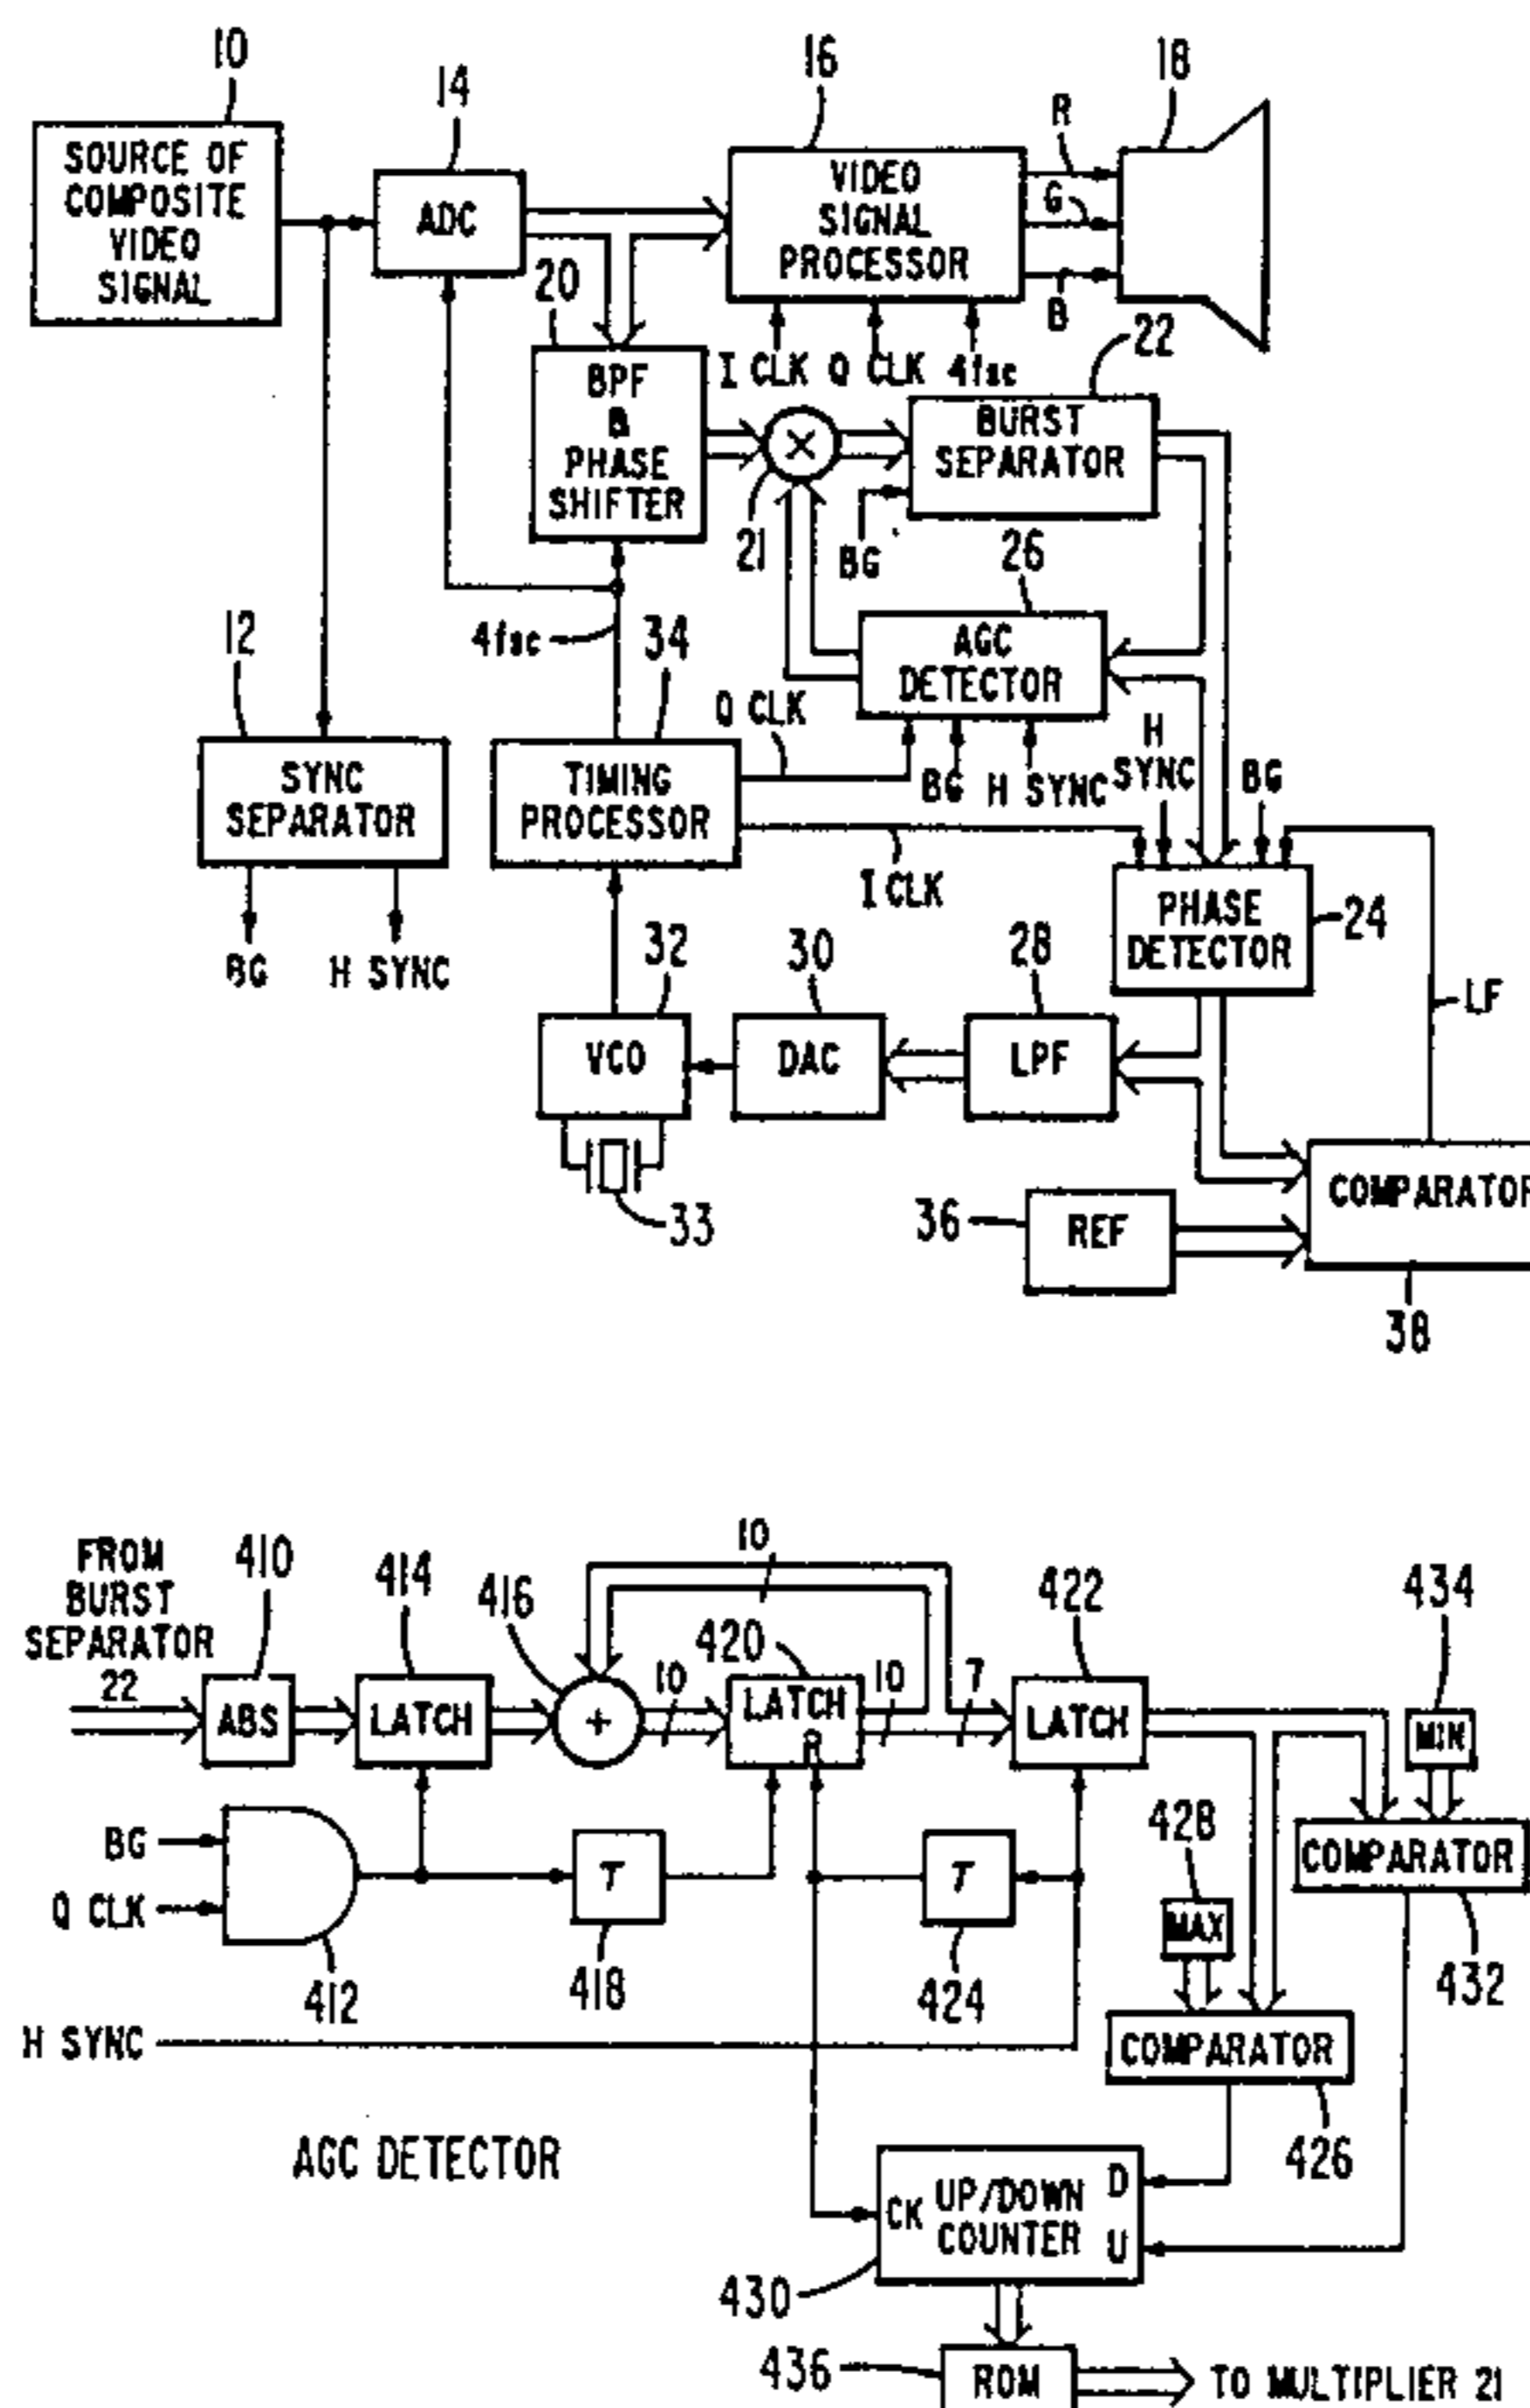 10
14
16
18
SOURCE OF
COMPOSITE
VIDEO
SIGNAL
ADC
VIDEO
SIGNAL
PROCESSOR
R
G
B
20
I CLK Q CLK 4fsc
22
BPF
&
PHASE
SHIFTER
BURST
SEPARATOR
21
BG
26
12
4fsc
34
AGC
DETECTOR
Q CLK
BG
H SYNC
H
SYNC
BG
SYNC
SEPARATOR
TIMING
PROCESSOR
I CLK
PHASE
DETECTOR
24
BG
H SYNC
32
30
28
LF
VCO
DAC
LPF
33
36
REF
COMPARATOR
38
FROM
BURST
SEPARATOR
22
410
414
416
10
420
422
434
ABS
LATCH
+
10
LATCH
R
10
7
LATCH
MIN
BG
Q CLK
412
T
418
T
424
428
MAX
COMPARATOR
432
H SYNC
COMPARATOR
426
AGC DETECTOR
CK
UP/DOWN
COUNTER
D
U
430
436
ROM
TO MULTIPLIER 21